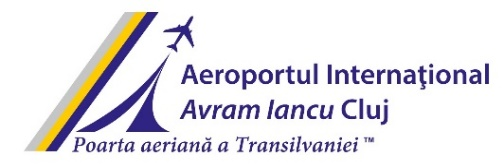 Aeroportul Internaţional
Avram Iancu Cluj
Poarta aeriană a Transilvaniei ™